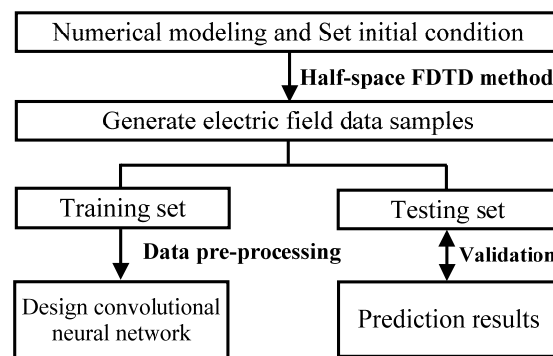 Numerical modeling and Set initial condition
Half-space FDTD method
Generate electric field data samples
Training set
Testing set
Data pre-processing
Validation
Design convolutional
neural network
Prediction results